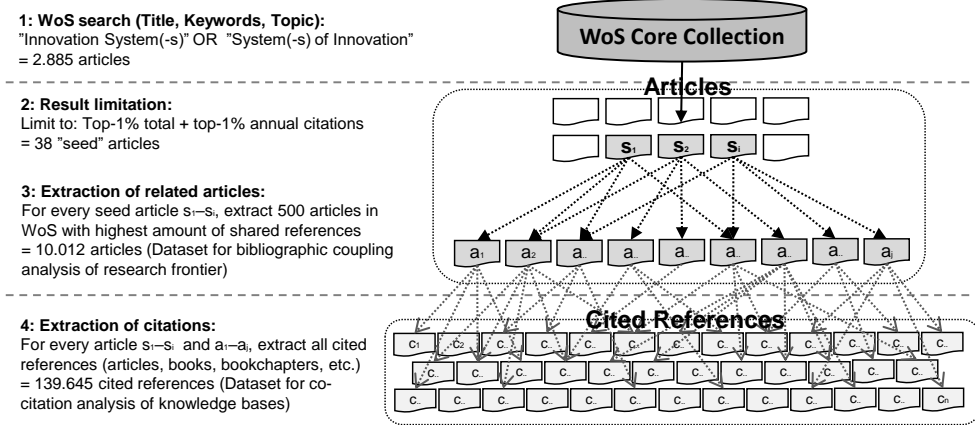 1: WoS search (Title, Keywords, Topic):
"Innovation System(-s)" OR "System(-s) of Innovation"
= 2.885 articles
2: Result limitation:
Limit to: Top-1% total + top-1% annual citations
= 38 "seed" articles
3: Extraction of related articles:
For every seed article s₁–sᵢ, extract 500 articles in
WoS with highest amount of shared references
= 10.012 articles (Dataset for bibliographic coupling
analysis of research frontier)
4: Extraction of citations:
For every article s₁–sᵢ and a₁–aⱼ, extract all cited
references (articles, books, bookchapters, etc.)
= 139.645 cited references (Dataset for co-
citation analysis of knowledge bases)
WoS Core Collection
Articles
s₁ s₂ sᵢ
a₁ a₂ a.. a.. a.. a.. a.. a.. aⱼ
Cited References
c₁ c₂ c.. c.. c.. c.. c.. c.. c.. c.. c.. c.. c..
c.. c.. c.. c.. c.. c.. c.. c.. c.. c.. c.. c..
c.. c.. c.. c.. c.. c.. c.. c.. c.. c.. c.. c.. cₙ